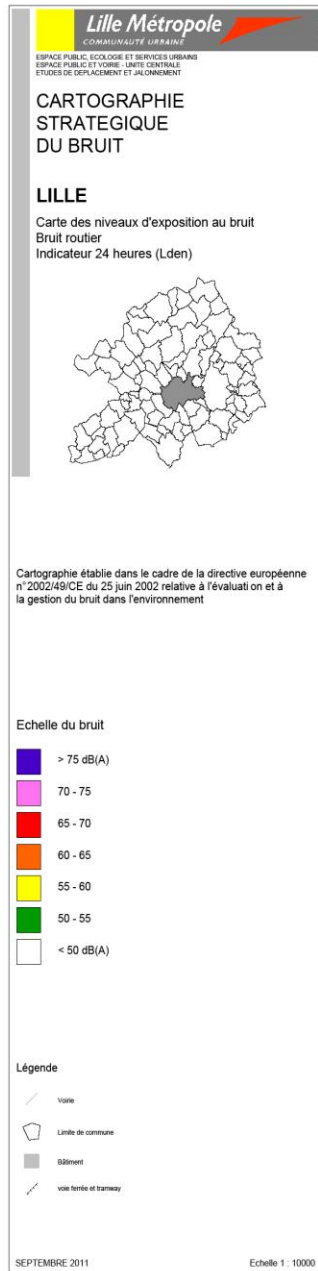 Lille Métropole
COMMUNAUTÉ URBAINE
ESPACE PUBLIC, ECOLOGIE ET SERVICES URBAINS
ESPACE PUBLIC ET VOIRIE - UNITE CENTRALE
ETUDES DE DEPLACEMENT ET JALONNEMENT
CARTOGRAPHIE
STRATEGIQUE
DU BRUIT
LILLE
Carte des niveaux d'exposition au bruit
Bruit routier
Indicateur 24 heures (Lden)
Cartographie établie dans le cadre de la directive européenne
n°2002/49/CE du 25 juin 2002 relative à l'évaluati on et à
la gestion du bruit dans l'environnement
Echelle du bruit
> 75 dB(A)
70 - 75
65 - 70
60 - 65
55 - 60
50 - 55
< 50 dB(A)
Légende
Voirie
Limite de commune
Bâtiment
voie ferrée et tramway
SEPTEMBRE 2011 Echelle 1 : 10000